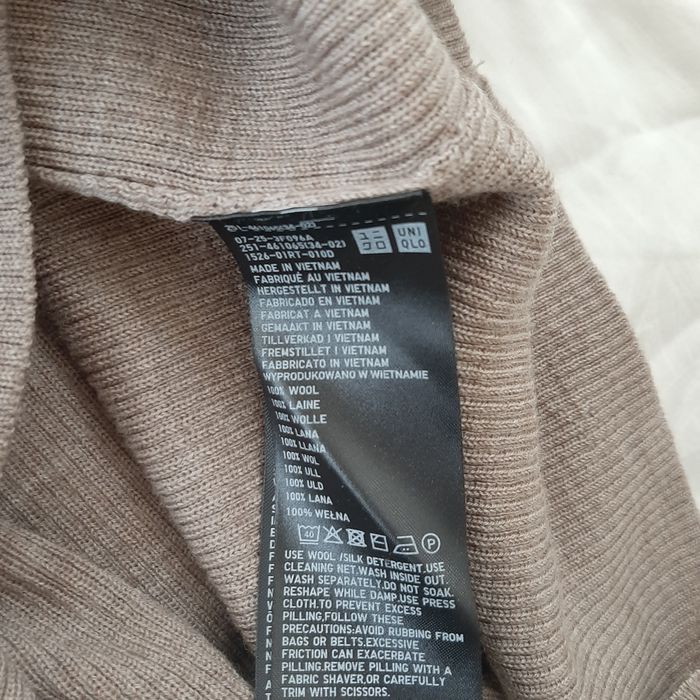 07-25-3F096A
251-461065(34-02)
1526-01RT-010D
ユニ
クロ
UNI
QLO
MADE IN VIETNAM
FABRIQUÉ AU VIETNAM
HERGESTELLT IN VIETNAM
FABRICADO EN VIETNAM
FABRICAT A VIETNAM
GEMAAKT IN VIETNAM
TILLVERKAD I VIETNAM
FREMSTILLET I VIETNAM
FABBRICATO IN VIETNAM
WYPRODUKOWANO W WIETNAMIE
100% WOOL
100% LAINE
100% WOLLE
100% LANA
100% LLANA
100% WOL
100% ULL
100% ULD
100% LANA
100% WEŁNA
40
P
USE WOOL /SILK DETERGENT.USE
CLEANING NET.WASH INSIDE OUT.
WASH SEPARATELY.DO NOT SOAK.
RESHAPE WHILE DAMP.USE PRESS
CLOTH.TO PREVENT EXCESS
PILLING,FOLLOW THESE
PRECAUTIONS:AVOID RUBBING FROM
BAGS OR BELTS.EXCESSIVE
FRICTION CAN EXACERBATE
PILLING.REMOVE PILLING WITH A
FABRIC SHAVER,OR CAREFULLY
TRIM WITH SCISSORS.